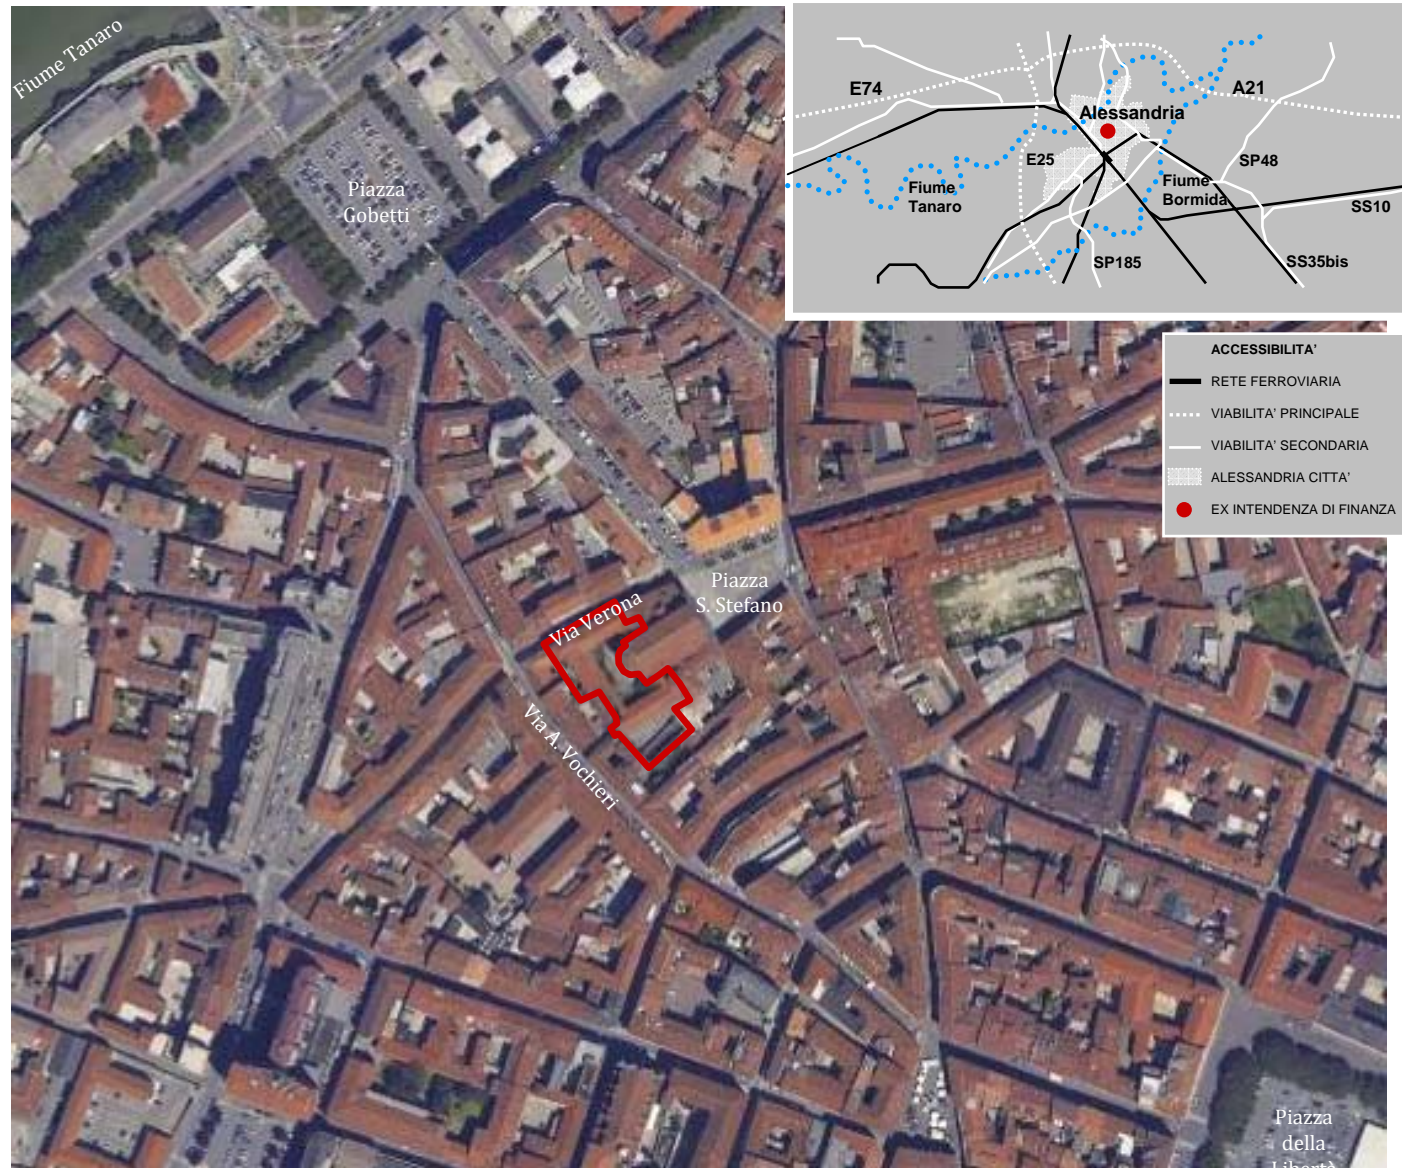 Fiume Tanaro
Piazza
Gobetti
Piazza
S. Stefano
Via Verona
Via A. Vochieri
Piazza
della
Libertà
E74
A21
Alessandria
E25
SP48
Fiume
Tanaro
Fiume
Bormida
SS10
SP185
SS35bis
ACCESSIBILITA'
RETE FERROVIARIA
VIABILITA' PRINCIPALE
VIABILITA' SECONDARIA
ALESSANDRIA CITTA'
EX INTENDENZA DI FINANZA